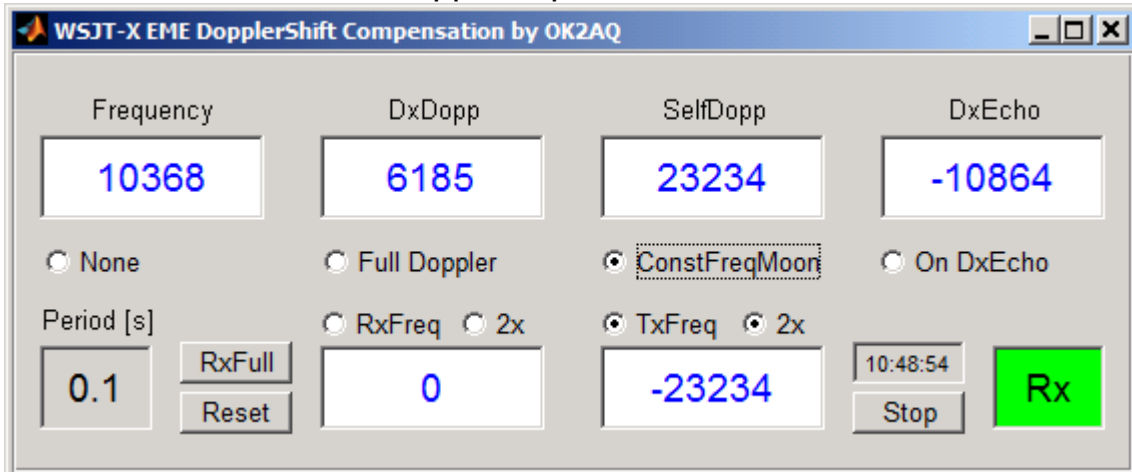 WSJT-X EME DopplerShift Compensation by OK2AQ
Frequency DxDopp SelfDopp DxEcho
10368 6185 23234 -10864
None Full Doppler ConstFreqMoon On DxEcho
Period [s] RxFreq 2x TxFreq 2x
0.1 RxFull 0 -23234 10:48:54 Rx
Reset Stop